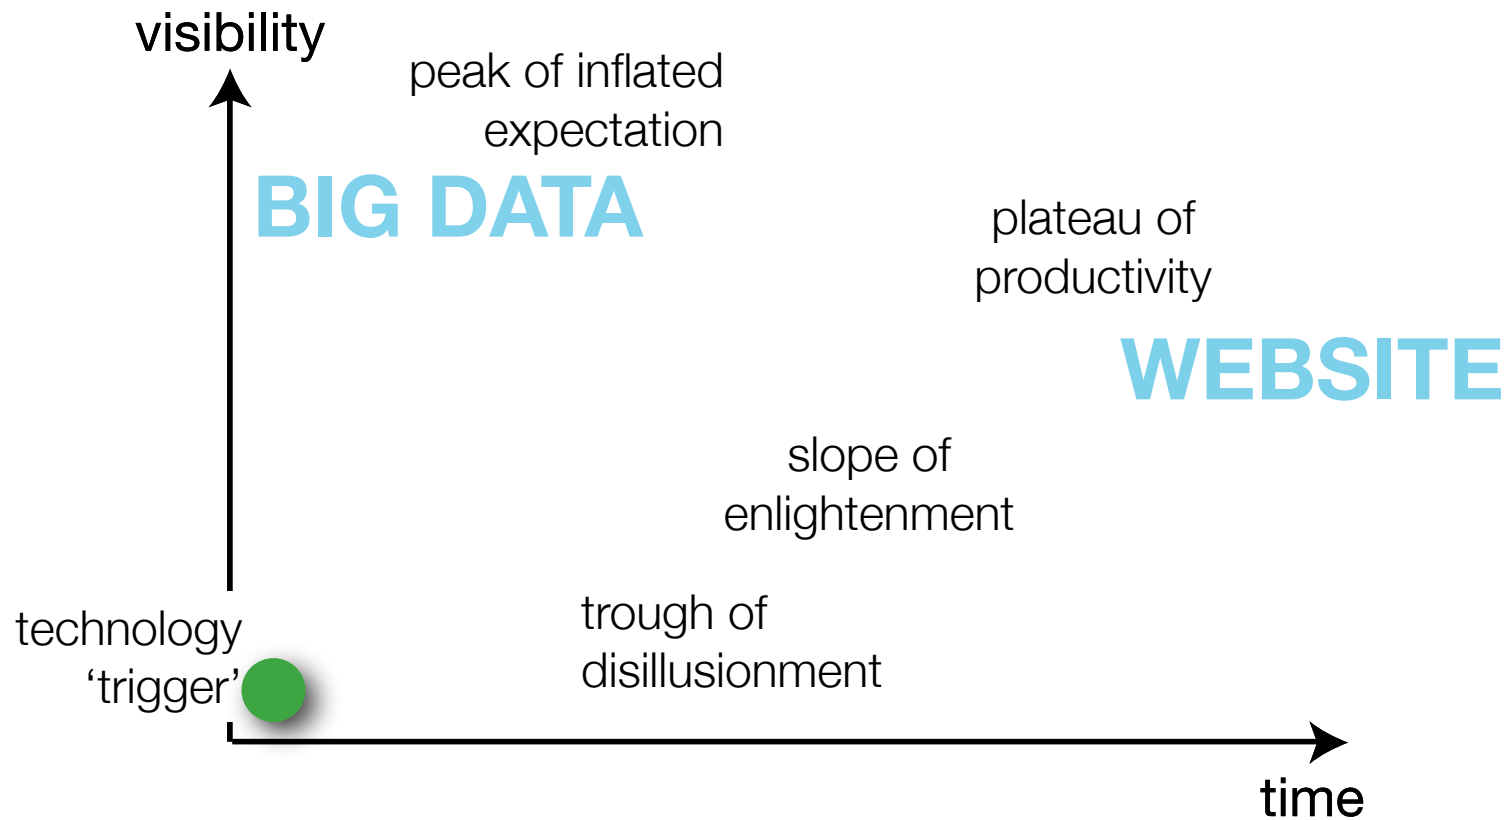 visibility
peak of inflated
expectation
BIG DATA
plateau of
productivity
WEBSITE
slope of
enlightenment
technology
‘trigger’
trough of
disillusionment
time